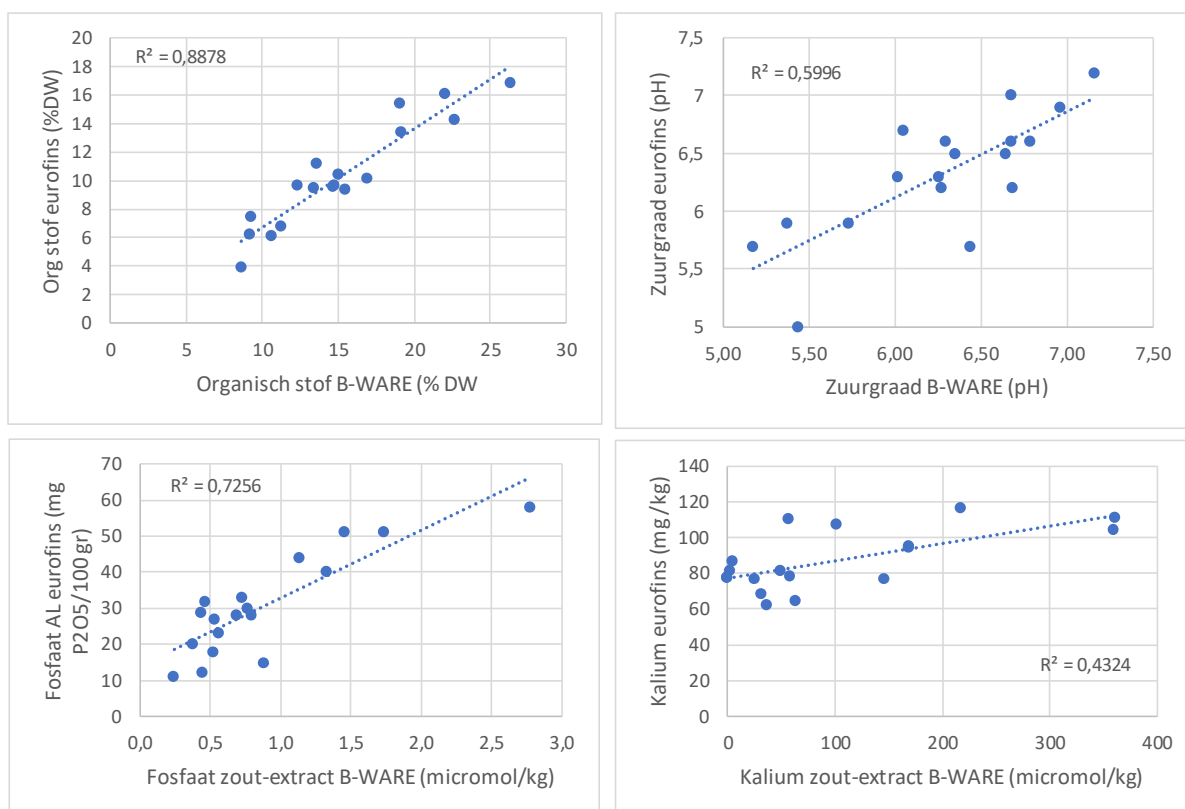 20
18
16
14
12
10
8
6
4
2
0
R² = 0,8878
Org stof eurofins (%DW)
0 5 10 15 20 25 30
Organisch stof B-WARE (% DW
7,5
7
6,5
6
5,5
5
R² = 0,5996
Zuurgraad eurofins (pH)
5,00 5,50 6,00 6,50 7,00 7,50
Zuurgraad B-WARE (pH)
70
60
50
40
30
20
10
0
R² = 0,7256
Fosfaat AL eurofins (mg
P2O5/100 gr)
0,0 0,5 1,0 1,5 2,0 2,5 3,0
Fosfaat zout-extract B-WARE (micromol/kg)
140
120
100
80
60
40
20
0
R² = 0,4324
Kalium eurofins (mg /kg)
0 100 200 300 400
Kalium zout-extract B-WARE (micromol/kg)